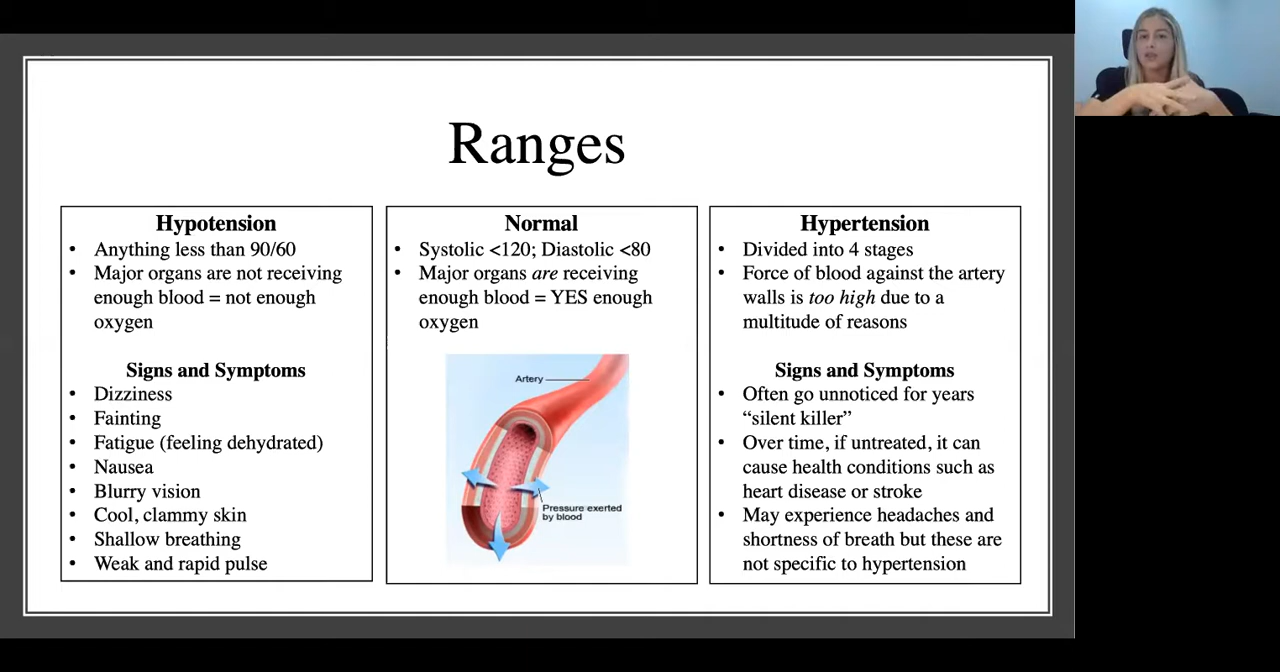 Ranges
Hypotension
• Anything less than 90/60
• Major organs are not receiving
enough blood = not enough
oxygen
Signs and Symptoms
• Dizziness
• Fainting
• Fatigue (feeling dehydrated)
• Nausea
• Blurry vision
• Cool, clammy skin
• Shallow breathing
• Weak and rapid pulse
Normal
• Systolic <120; Diastolic <80
• Major organs are receiving
enough blood = YES enough
oxygen
Artery
Pressure exerted
by blood
Hypertension
• Divided into 4 stages
• Force of blood against the artery
walls is too high due to a
multitude of reasons
Signs and Symptoms
• Often go unnoticed for years
“silent killer”
• Over time, if untreated, it can
cause health conditions such as
heart disease or stroke
• May experience headaches and
shortness of breath but these are
not specific to hypertension